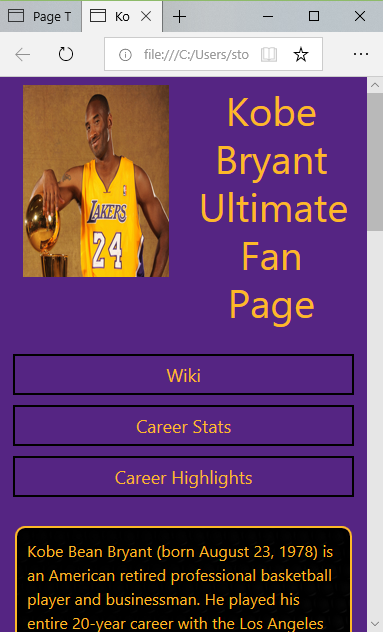 Page T
Ko
file:///C:/Users/sto
LAKERS
24
Kobe
Bryant
Ultimate
Fan
Page
Wiki
Career Stats
Career Highlights
Kobe Bean Bryant (born August 23, 1978) is
an American retired professional basketball
player and businessman. He played his
entire 20-year career with the Los Angeles